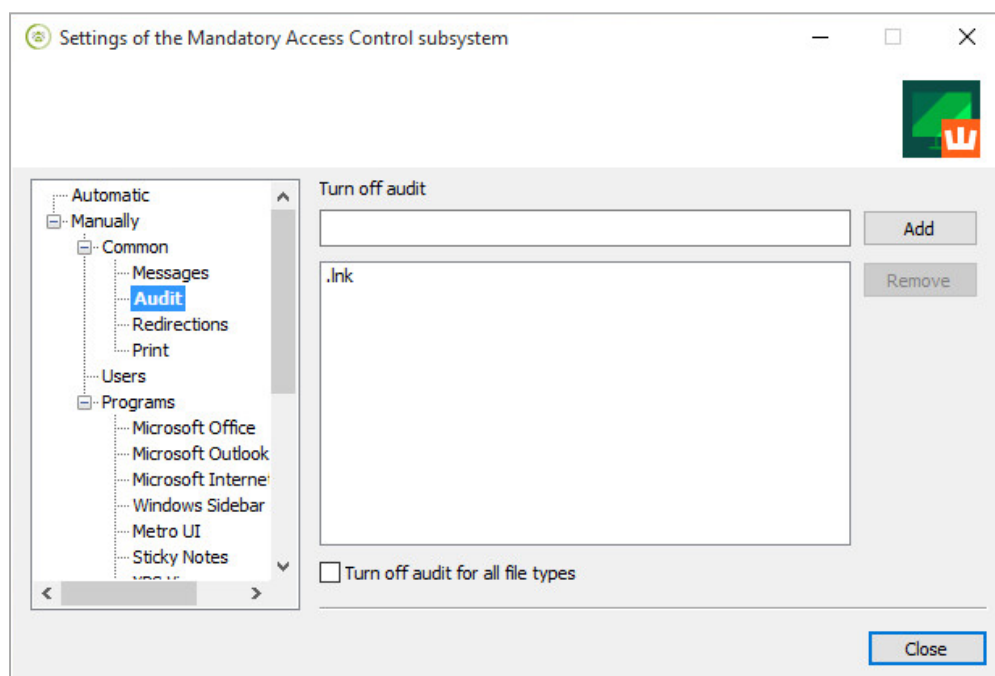 Settings of the Mandatory Access Control subsystem
Automatic
Manually
Common
Messages
Audit
Redirections
Print
Users
Programs
Microsoft Office
Microsoft Outlook
Microsoft Interne
Windows Sidebar
Metro UI
Sticky Notes
Turn off audit
Add
.lnk
Remove
Turn off audit for all file types
Close